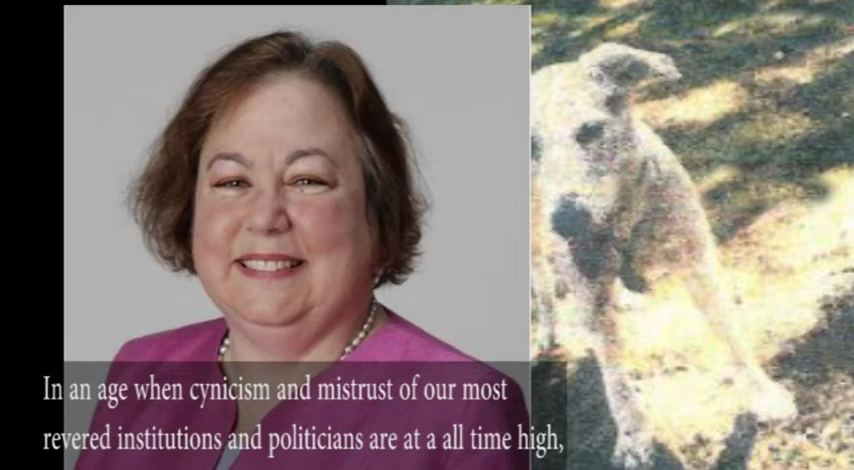 In an age when cynicism and mistrust of our most
revered institutions and politicians are at a all time high,